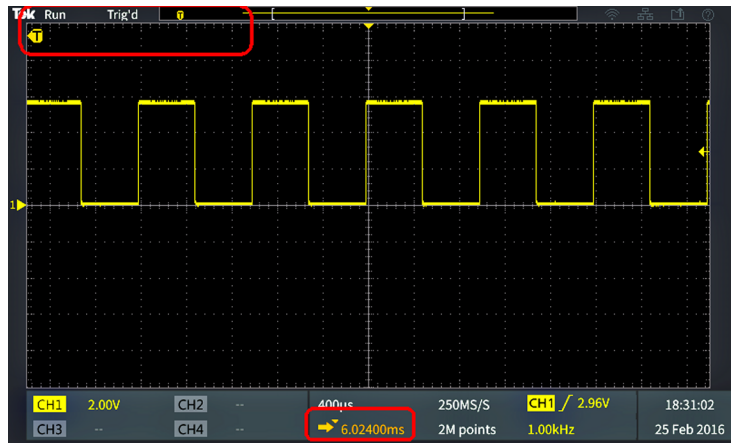 Tek Run Trig'd T [ ]
T
1
CH1 2.00V CH2 -- 400µs 250MS/S CH1 2.96V 18:31:02
CH3 -- CH4 -- 6.02400ms 2M points 1.00kHz 25 Feb 2016